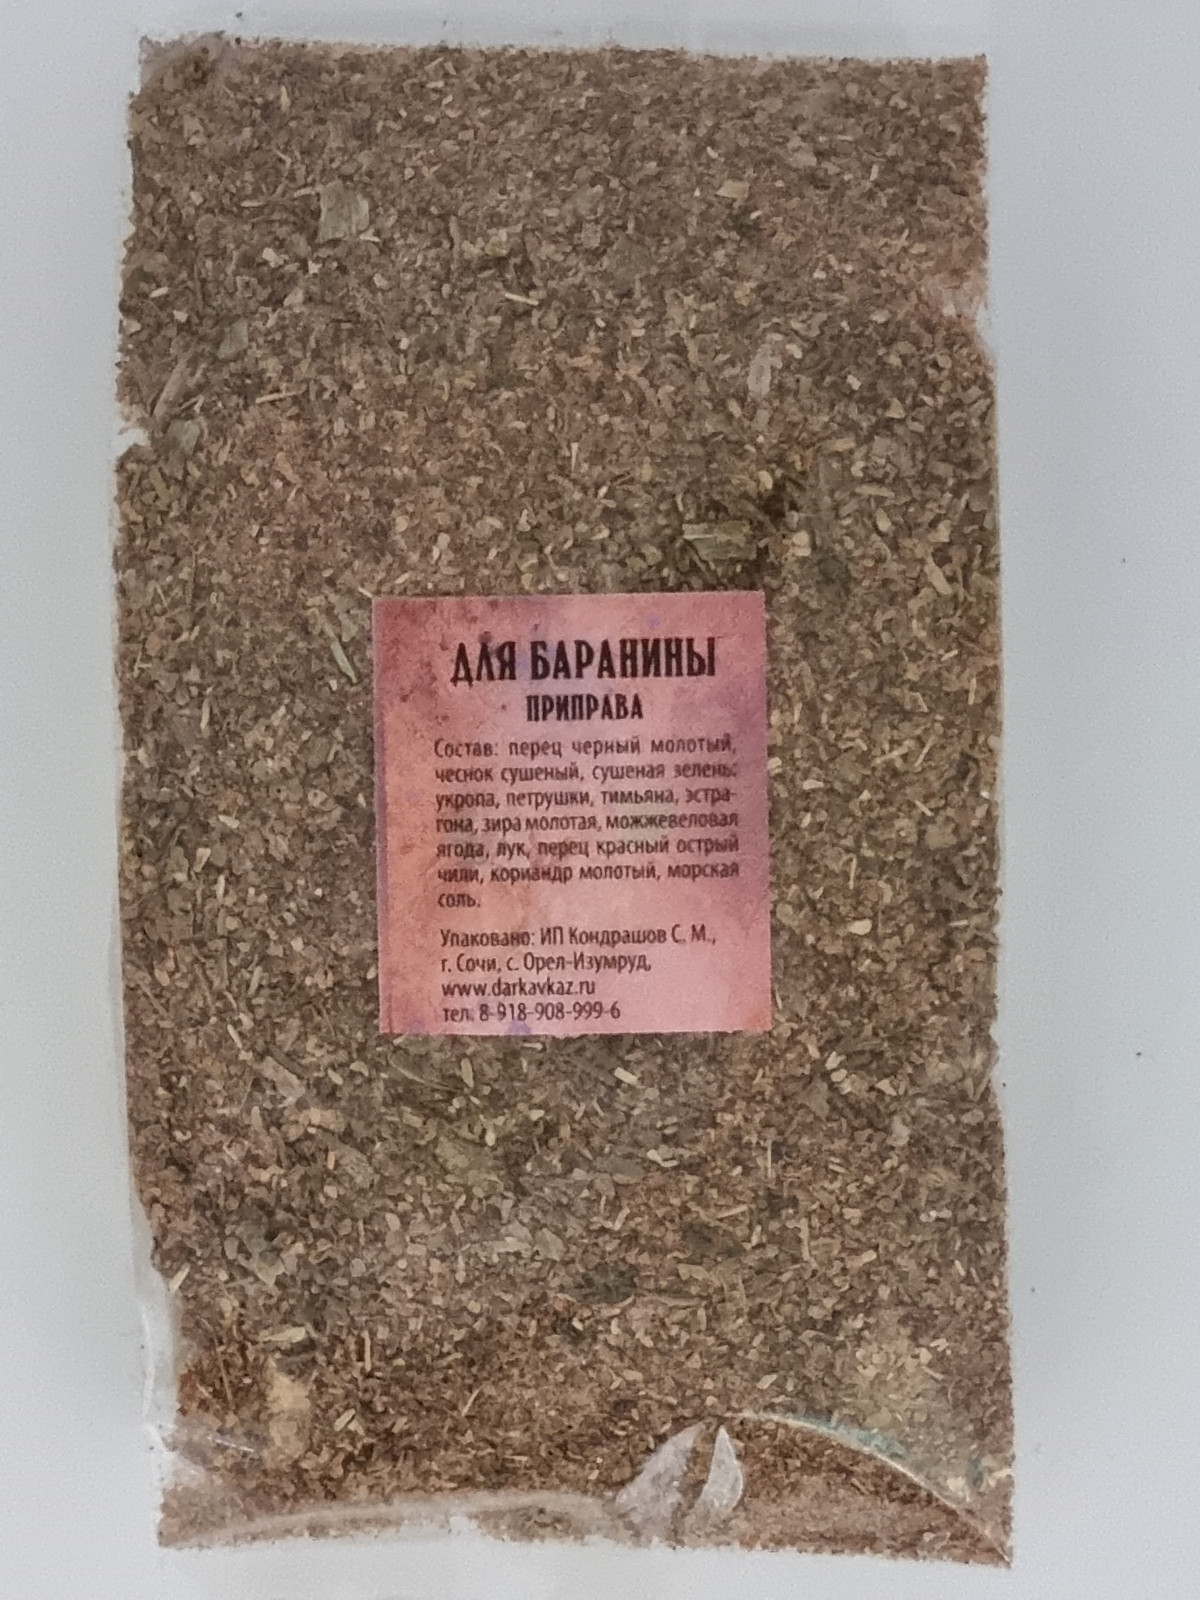 ДЛЯ БАРАНИНЫ
ПРИПРАВА
Состав: перец черный молотый,
чеснок сушеный, сушеная зелень:
укропа, петрушки, тимьяна, эстра-
гона, зира молотая, можжевеловая
ягода, лук, перец красный острый
чили, кориандр молотый, морская
соль.
Упаковано: ИП Кондрашов С. М.,
г. Сочи, с. Орел-Изумруд,
www.darkavkaz.ru
тел. 8-918-908-999-6